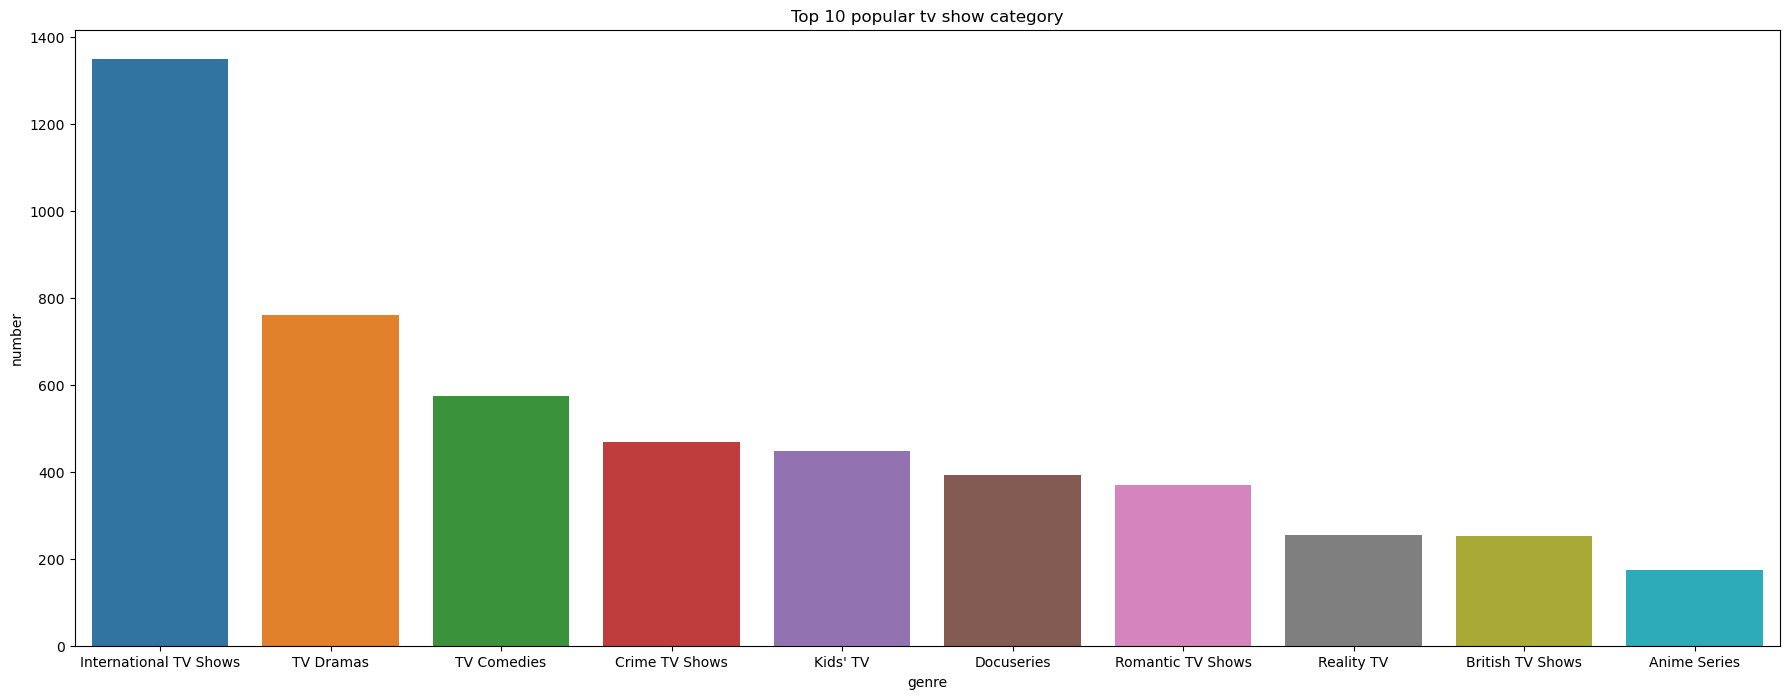 Top 10 popular tv show category
1400
1200
1000
800
600
400
200
0
number
International TV Shows TV Dramas TV Comedies Crime TV Shows Kids' TV Docuseries Romantic TV Shows Reality TV British TV Shows Anime Series
genre